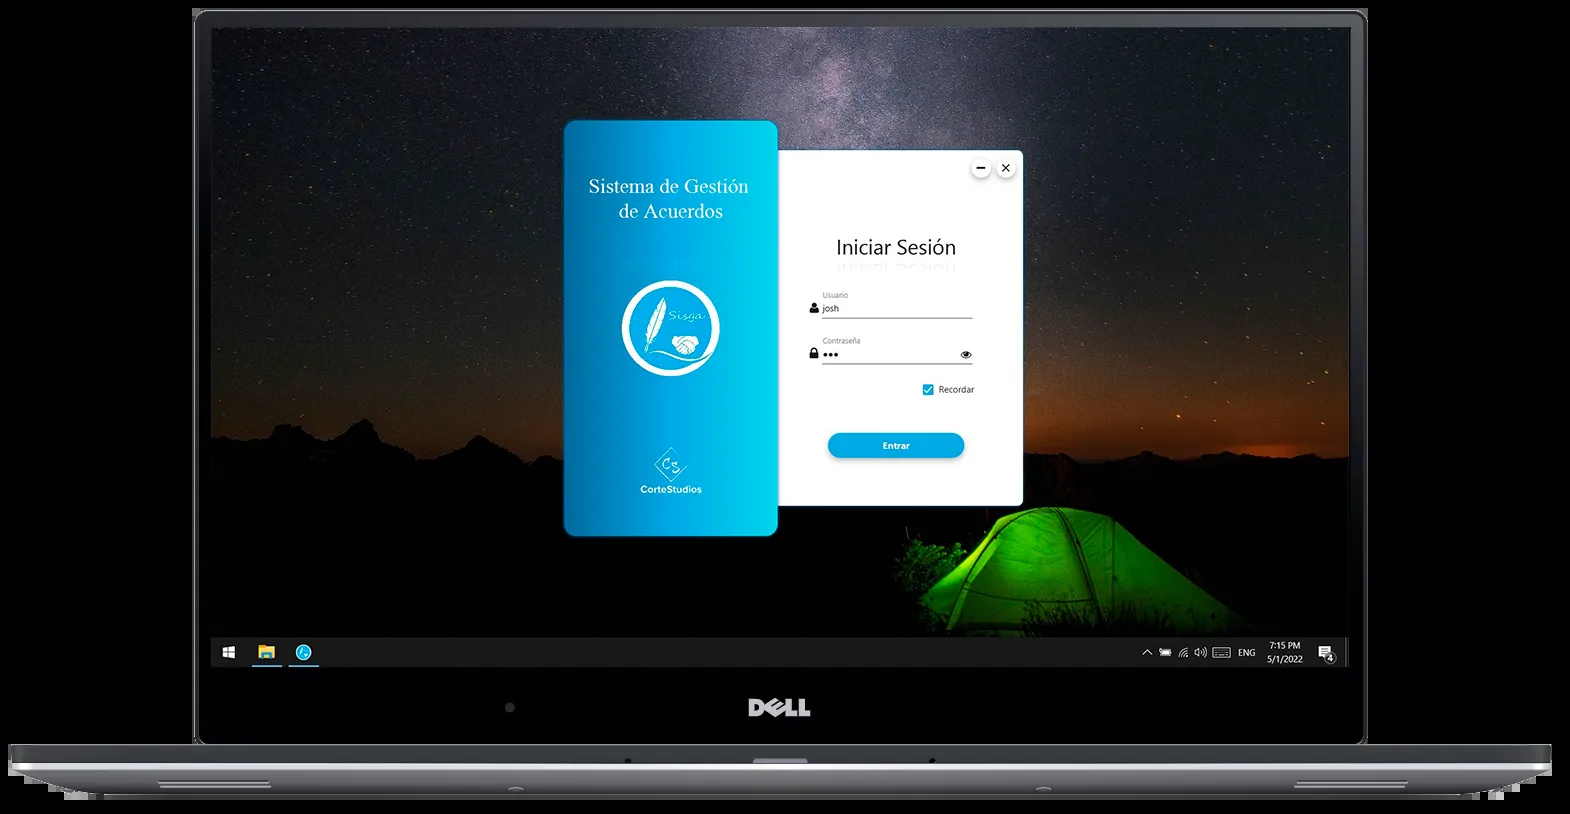 Sistema de Gestión
de Acuerdos
Sisga
CS
CorteStudios
Iniciar Sesión
Usuario
josh
Contraseña
•••
Recordar
Entrar
ENG
7:15 PM
5/1/2022
4
DELL